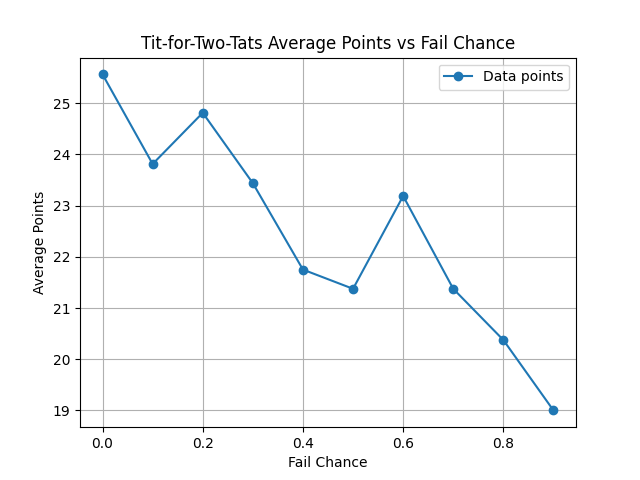 Tit-for-Two-Tats Average Points vs Fail Chance
Data points
25
24
23
22
21
20
19
Average Points
0.0 0.2 0.4 0.6 0.8
Fail Chance